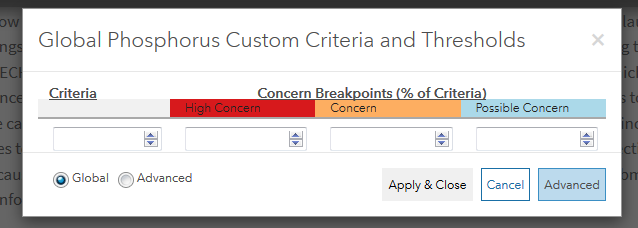 Global Phosphorus Custom Criteria and Thresholds ×
Criteria Concern Breakpoints (% of Criteria)
High Concern Concern Possible Concern
Global Advanced Apply & Close Cancel Advanced